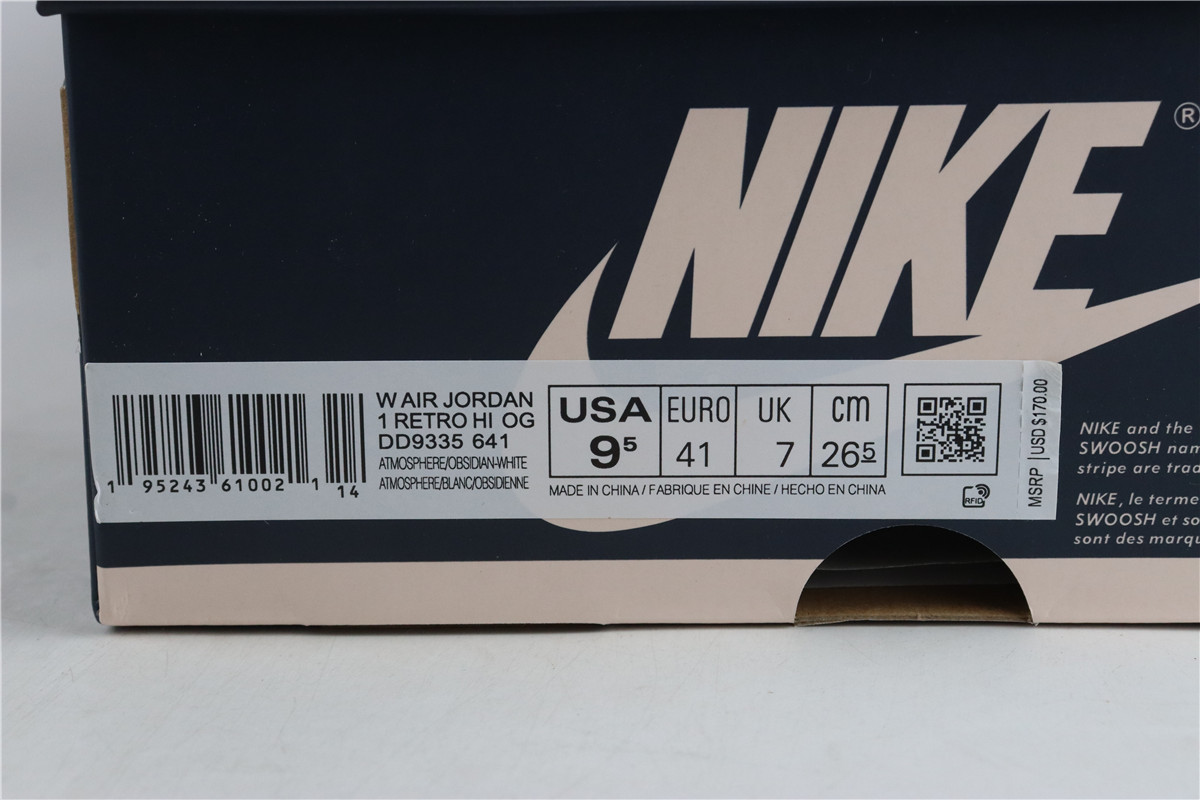 NIKE®
W AIR JORDAN
1 RETRO HI OG
DD9335 641
ATMOSPHERE/OBSIDIAN-WHITE
ATMOSPHERE/BLANC/OBSIDIENNE
1 95243 61002 1 14
USA EURO UK cm
9⁵ 41 7 26⁵
MADE IN CHINA / FABRIQUE EN CHINE / HECHO EN CHINA
RFID
MSRP | USD $170.00
NIKE and the
SWOOSH nam
stripe are trad
NIKE, le terme
SWOOSH et so
sont des marqu